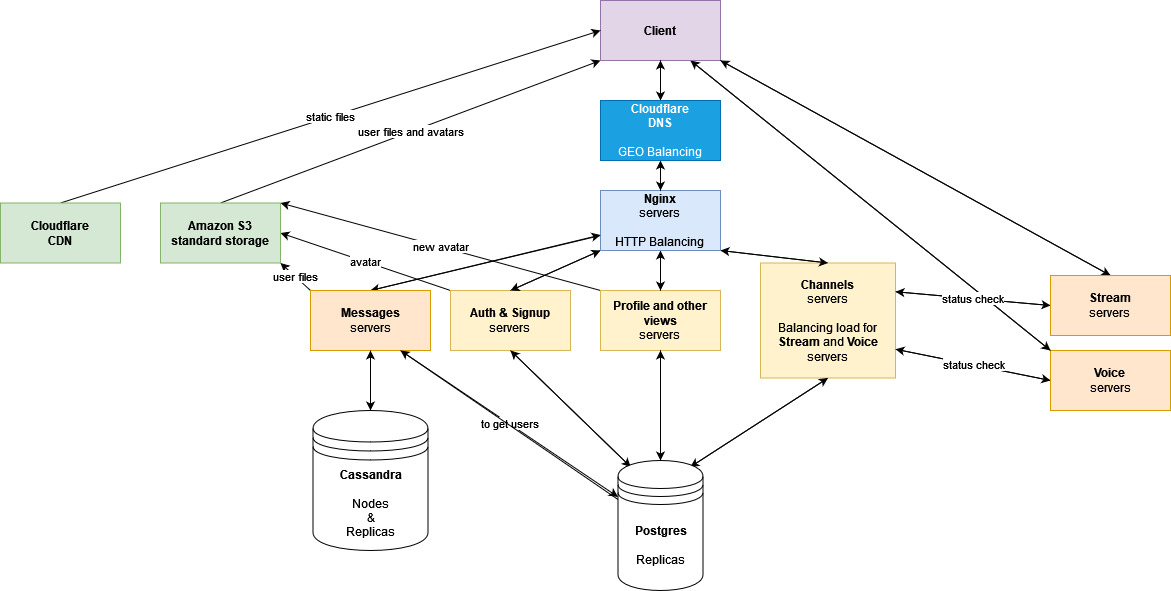 Client
static files
user files and avatars
Cloudflare
DNS
GEO Balancing
Cloudflare
CDN
Amazon S3
standard storage
Nginx
servers
HTTP Balancing
new avatar
avatar
user files
Messages
servers
Auth & Signup
servers
Profile and other
views
servers
Channels
servers
Balancing load for
Stream and Voice
servers
status check
Stream
servers
status check
Voice
servers
to get users
Cassandra
Nodes
&
Replicas
Postgres
Replicas